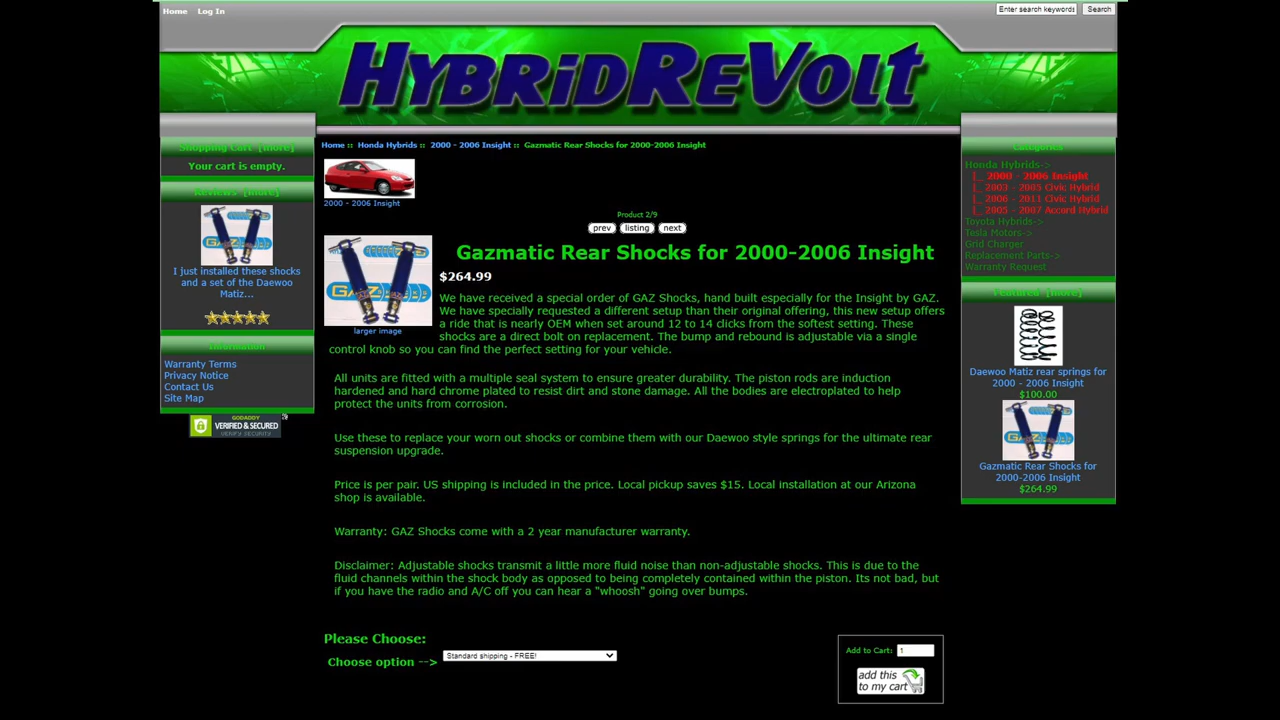 Home Log In
Enter search keywords Search
HYBRiDREVOLT
Shopping Cart [more]
Your cart is empty.
Reviews [more]
I just installed these shocks
and a set of the Daewoo
Matiz...
Information
Warranty Terms
Privacy Notice
Contact Us
Site Map
GODADDY
VERIFIED & SECURED
VERIFY SECURITY
Home :: Honda Hybrids :: 2000 - 2006 Insight :: Gazmatic Rear Shocks for 2000-2006 Insight
2000 - 2006 Insight
Product 2/9
prev listing next
larger image
Gazmatic Rear Shocks for 2000-2006 Insight
$264.99
We have received a special order of GAZ Shocks, hand built especially for the Insight by GAZ.
We have specially requested a different setup than their original offering, this new setup offers
a ride that is nearly OEM when set around 12 to 14 clicks from the softest setting. These
shocks are a direct bolt on replacement. The bump and rebound is adjustable via a single
control knob so you can find the perfect setting for your vehicle.
All units are fitted with a multiple seal system to ensure greater durability. The piston rods are induction
hardened and hard chrome plated to resist dirt and stone damage. All the bodies are electroplated to help
protect the units from corrosion.
Use these to replace your worn out shocks or combine them with our Daewoo style springs for the ultimate rear
suspension upgrade.
Price is per pair. US shipping is included in the price. Local pickup saves $15. Local installation at our Arizona
shop is available.
Warranty: GAZ Shocks come with a 2 year manufacturer warranty.
Disclaimer: Adjustable shocks transmit a little more fluid noise than non-adjustable shocks. This is due to the
fluid channels within the shock body as opposed to being completely contained within the piston. Its not bad, but
if you have the radio and A/C off you can hear a "whoosh" going over bumps.
Please Choose:
Choose option --> Standard shipping - FREE!
Add to Cart: 1
add this
to my cart
Categories
Honda Hybrids->
|_ 2000 - 2006 Insight
|_ 2003 - 2005 Civic Hybrid
|_ 2006 - 2011 Civic Hybrid
|_ 2005 - 2007 Accord Hybrid
Toyota Hybrids->
Tesla Motors->
Grid Charger
Replacement Parts->
Warranty Request
Featured [more]
Daewoo Matiz rear springs for
2000 - 2006 Insight
$100.00
Gazmatic Rear Shocks for
2000-2006 Insight
$264.99